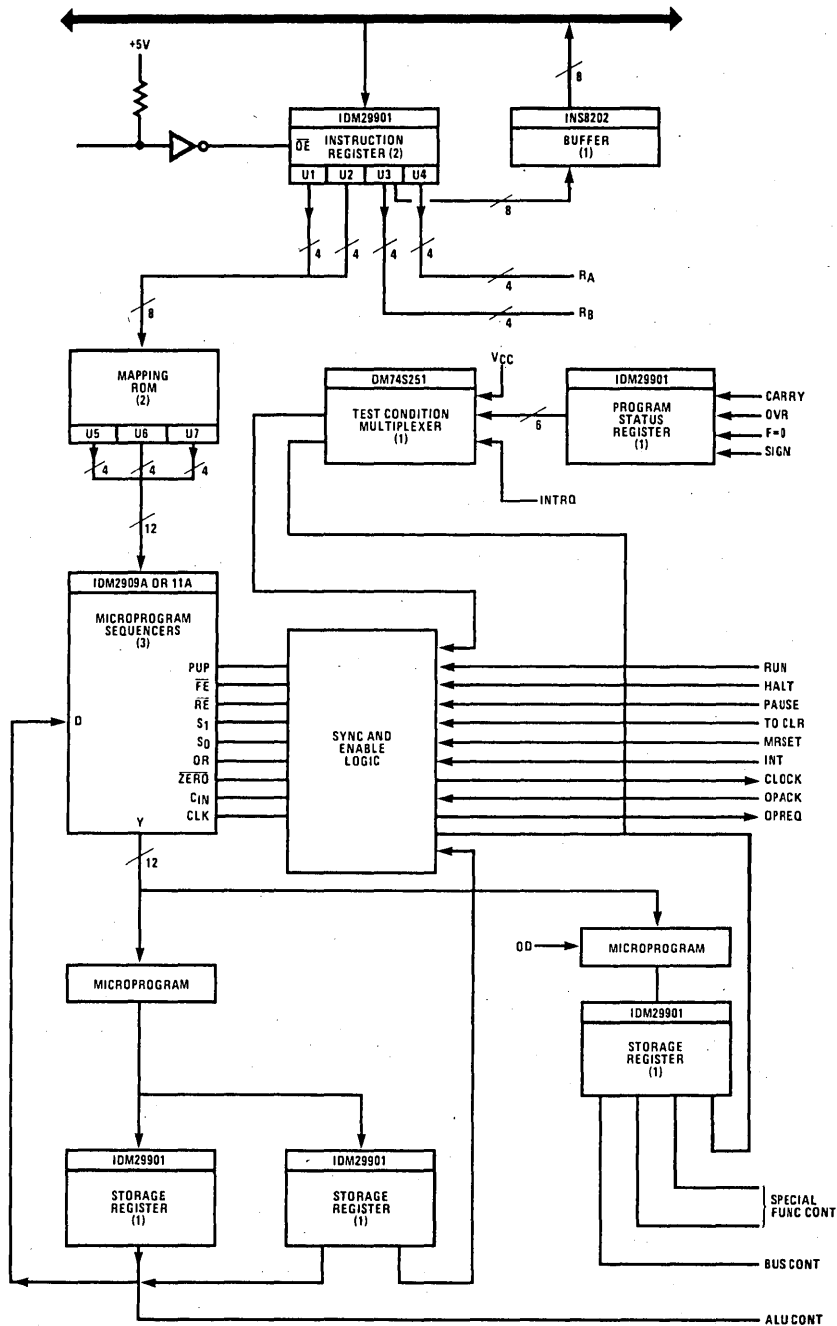 +5V
8
IDM29901
INS8202
OE
INSTRUCTION
REGISTER (2)
BUFFER
(1)
U1 U2 U3 U4
8
4 4 4 4
4
RA
8
4
RB
MAPPING
ROM
(2)
U5 U6 U7
4 4 4
12
VCC
DM74S251
TEST CONDITION
MULTIPLEXER
(1)
6
IDM29901
PROGRAM
STATUS
REGISTER
(1)
CARRY
OVR
F=0
SIGN
INTRQ
IDM2909A OR 11A
MICROPROGRAM
SEQUENCERS
(3)
D
PUP
FE
RE
S1
S0
OR
ZERO
CIN
CLK
Y
12
SYNC AND
ENABLE
LOGIC
RUN
HALT
PAUSE
TO CLR
MRSET
INT
CLOCK
OPACK
OPREQ
OD
MICROPROGRAM
MICROPROGRAM
IDM29901
STORAGE
REGISTER
(1)
IDM29901
STORAGE
REGISTER
(1)
IDM29901
STORAGE
REGISTER
(1)
SPECIAL
FUNC CONT
BUS CONT
ALU CONT